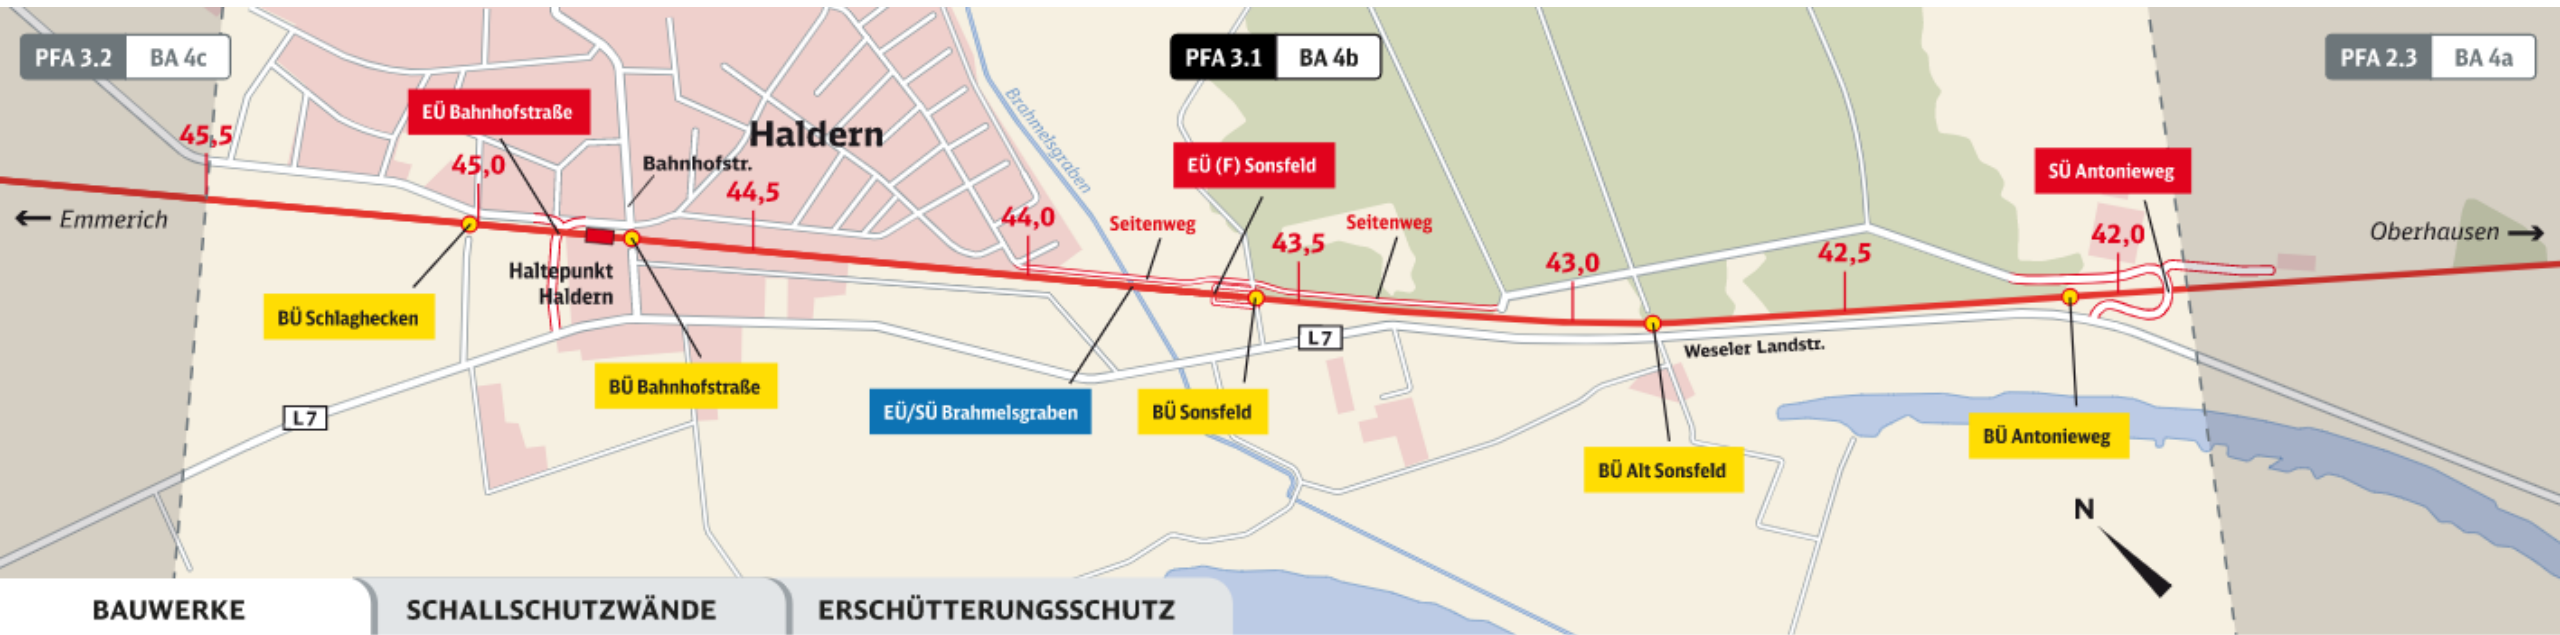 PFA 3.2 BA 4c
PFA 3.1 BA 4b
PFA 2.3 BA 4a
EÜ Bahnhofstraße
45,5
45,0
Bahnhofstr.
Haldern
44,5
Brahmelsgraben
44,0
Seitenweg
EÜ (F) Sonsfeld
43,5
Seitenweg
43,0
42,5
SÜ Antonieweg
42,0
← Emmerich
Oberhausen →
Haltepunkt
Haldern
BÜ Schlaghecken
L7
Weseler Landstr.
BÜ Bahnhofstraße
L7
EÜ/SÜ Brahmelsgraben
BÜ Sonsfeld
BÜ Alt Sonsfeld
BÜ Antonieweg
N
BAUWERKE
SCHALLSCHUTZWÄNDE
ERSCHÜTTERUNGSSCHUTZ